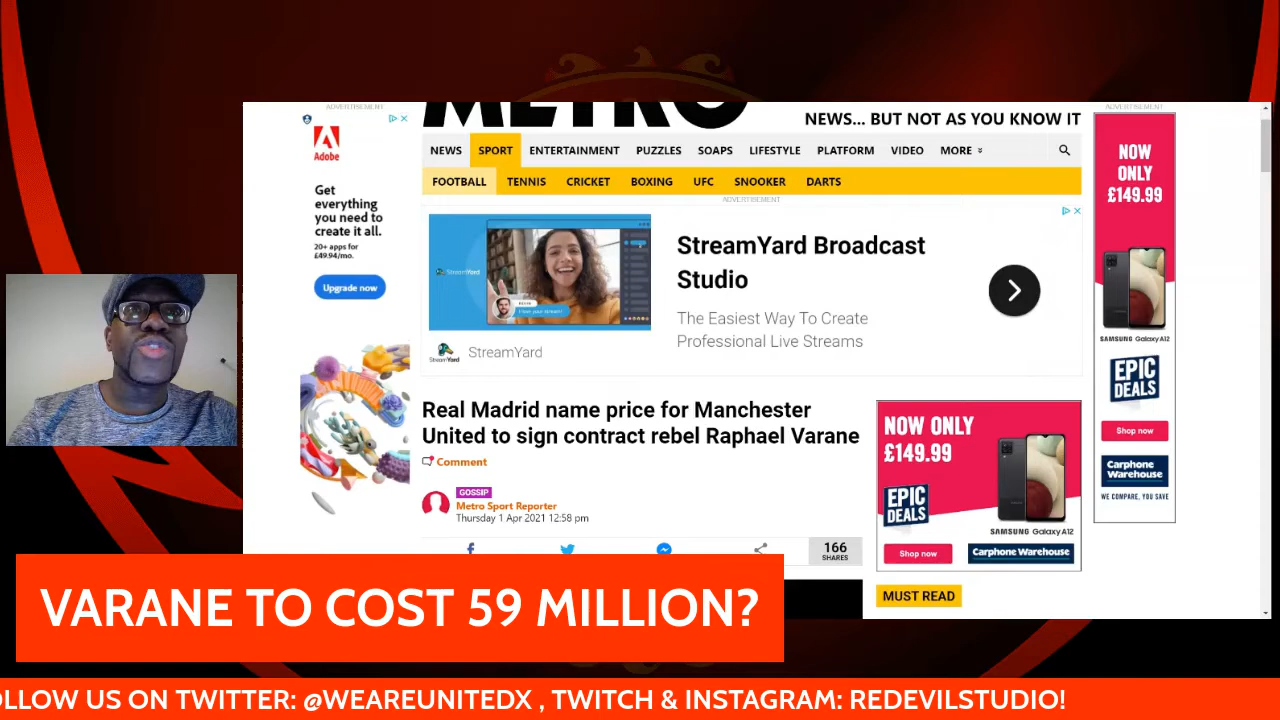 ADVERTISEMENT
Adobe
Get
everything
you need to
create it all.
20+ apps for
£49.94/mo.
Upgrade now
METRO
NEWS... BUT NOT AS YOU KNOW IT
NEWS SPORT ENTERTAINMENT PUZZLES SOAPS LIFESTYLE PLATFORM VIDEO MORE
FOOTBALL TENNIS CRICKET BOXING UFC SNOOKER DARTS
ADVERTISEMENT
StreamYard
StreamYard Broadcast
Studio
The Easiest Way To Create
Professional Live Streams
StreamYard
StreamYard
Real Madrid name price for Manchester
United to sign contract rebel Raphael Varane
Comment
GOSSIP
Metro Sport Reporter
Thursday 1 Apr 2021 12:58 pm
166
SHARES
NOW ONLY
£149.99
EPIC
DEALS
SAMSUNG Galaxy A12
Shop now
Carphone Warehouse
MUST READ
ADVERTISEMENT
NOW
ONLY
£149.99
SAMSUNG Galaxy A12
EPIC
DEALS
Shop now
Carphone
Warehouse
WE COMPARE, YOU SAVE
VARANE TO COST 59 MILLION?
OLLOW US ON TWITTER: @WEAREUNITEDX , TWITCH & INSTAGRAM: REDEVILSTUDIO!